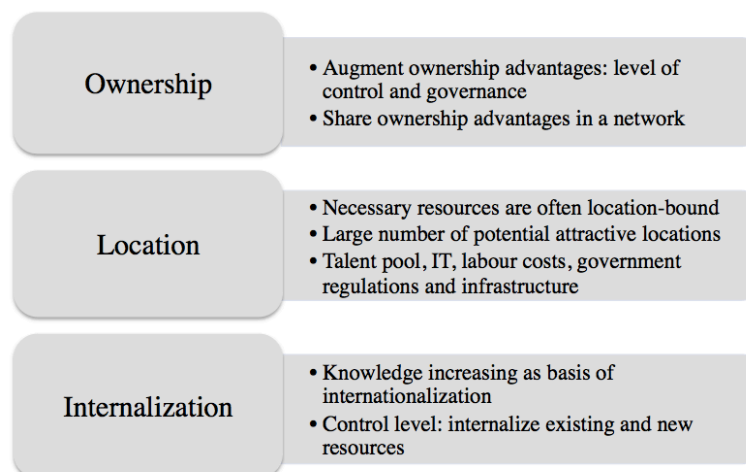 Ownership
• Augment ownership advantages: level of
control and governance
• Share ownership advantages in a network
Location
• Necessary resources are often location-bound
• Large number of potential attractive locations
• Talent pool, IT, labour costs, government
regulations and infrastructure
Internalization
• Knowledge increasing as basis of
internationalization
• Control level: internalize existing and new
resources